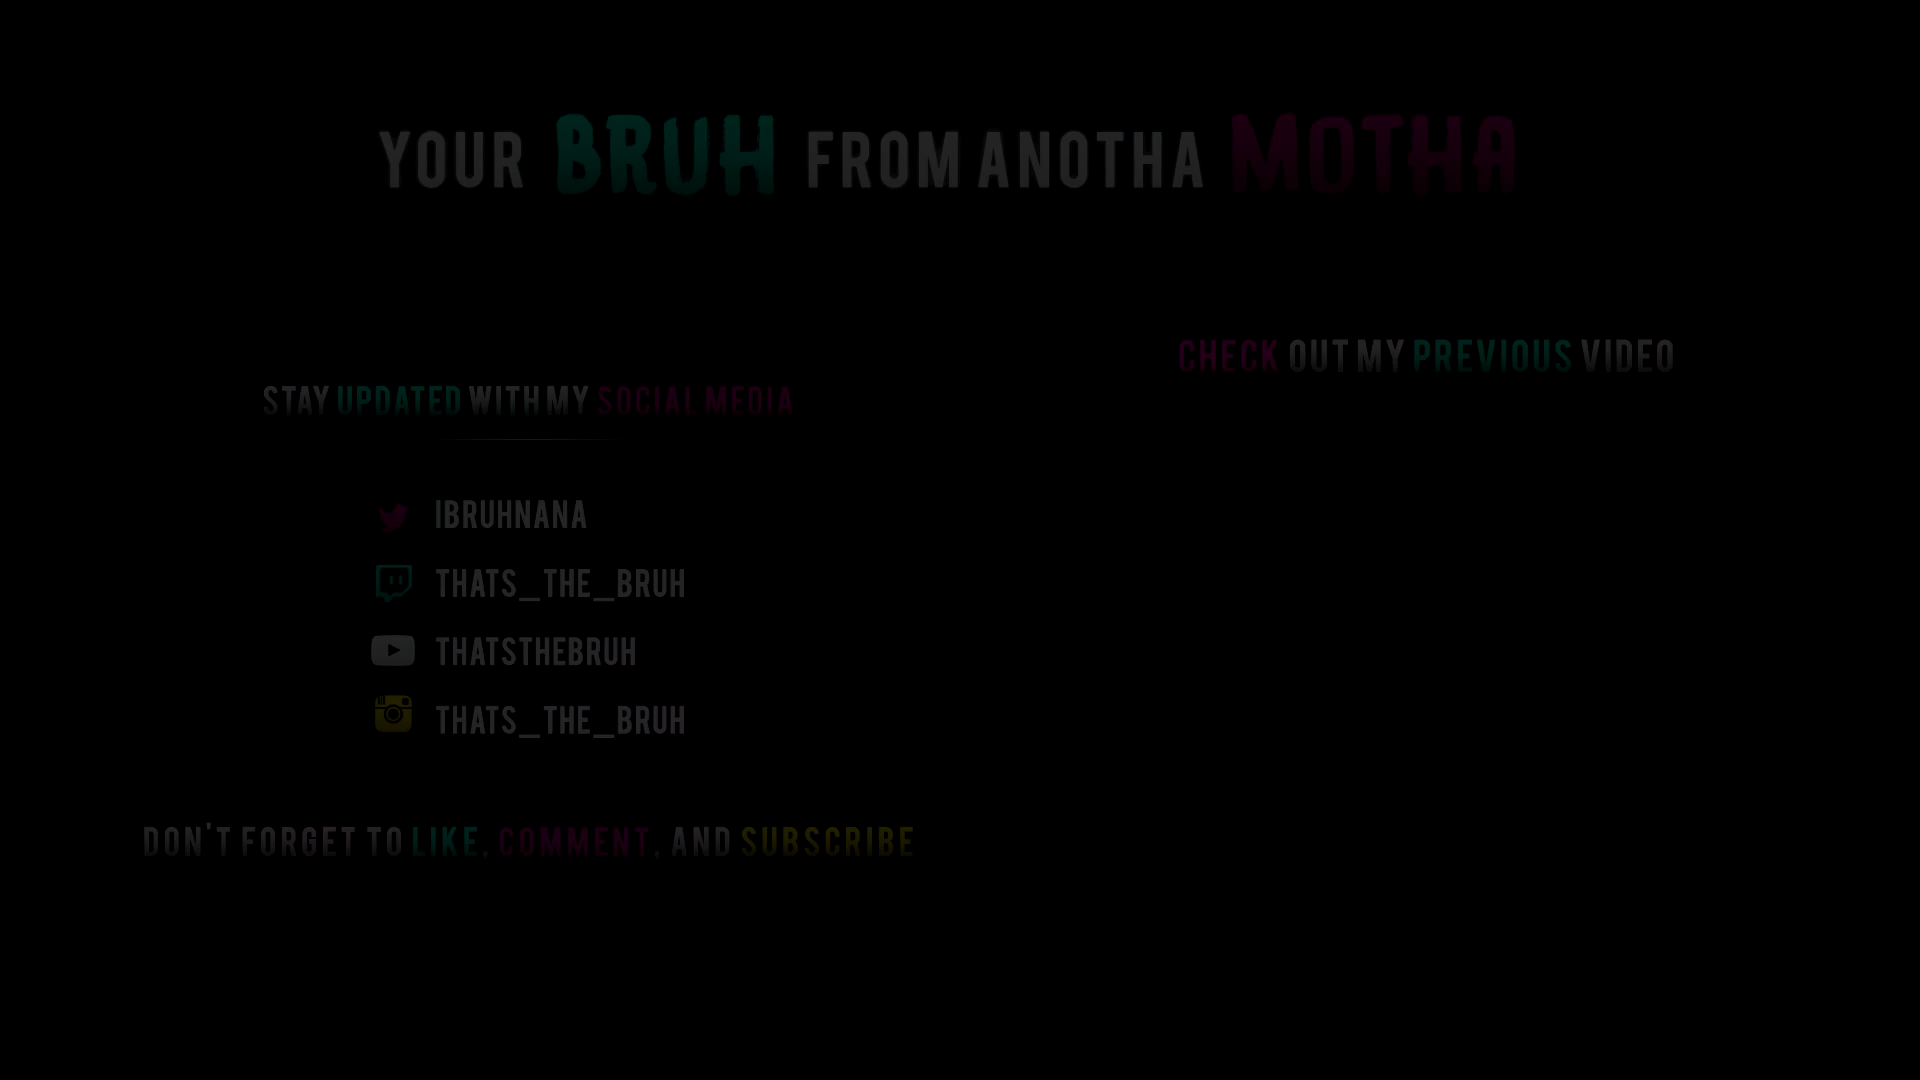 YOUR BRUH FROM ANOTHA MOTHA
CHECK OUT MY PREVIOUS VIDEO
STAY UPDATED WITH MY SOCIAL MEDIA
IBRUHNANA
THATS_THE_BRUH
THATSTHEBRUH
THATS_THE_BRUH
DON'T FORGET TO LIKE, COMMENT, AND SUBSCRIBE